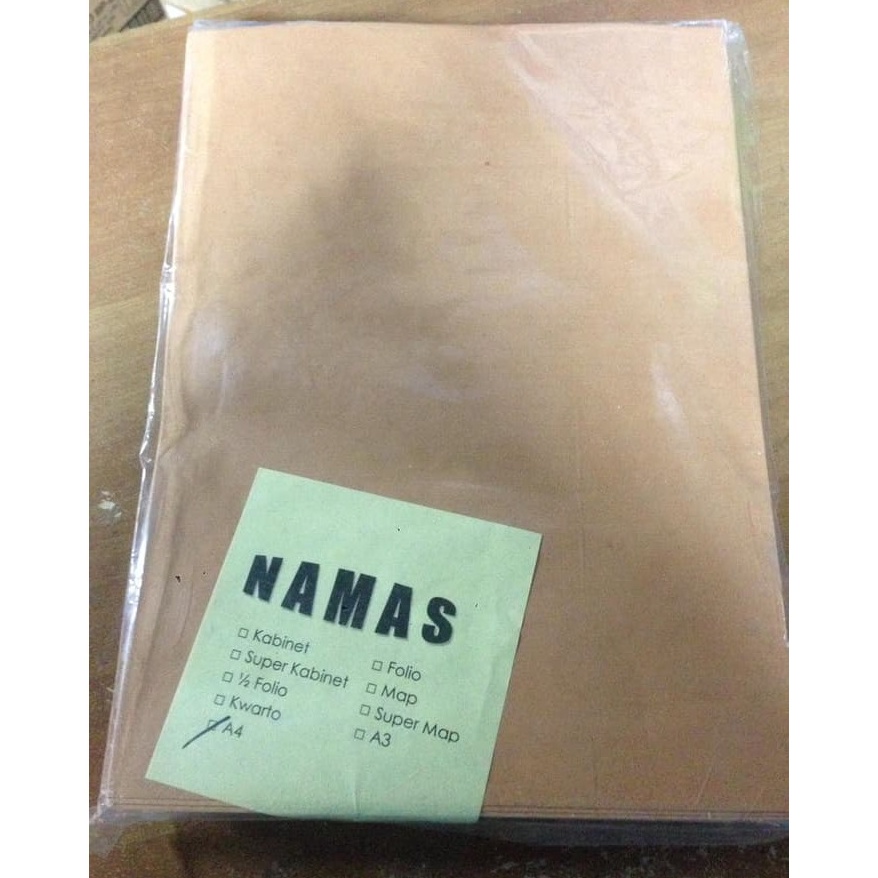 NAMAS
☐ Kabinet
☐ Super Kabinet
☐ ½ Folio
☐ Kwarto
☐ A4
☐ Folio
☐ Map
☐ Super Map
☐ A3